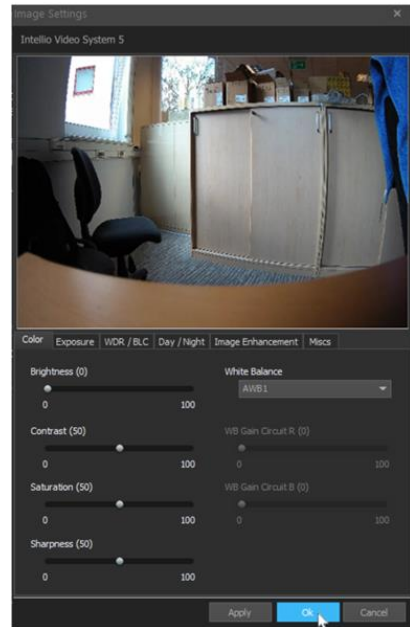 Image Settings
Intellio Video System 5
Color Exposure WDR / BLC Day / Night Image Enhancement Miscs
Brightness (0)
0 100
Contrast (50)
0 100
Saturation (50)
0 100
Sharpness (50)
0 100
White Balance
AWB1
WB Gain Circuit R (0)
0 100
WB Gain Circuit B (0)
0 100
Apply Ok Cancel